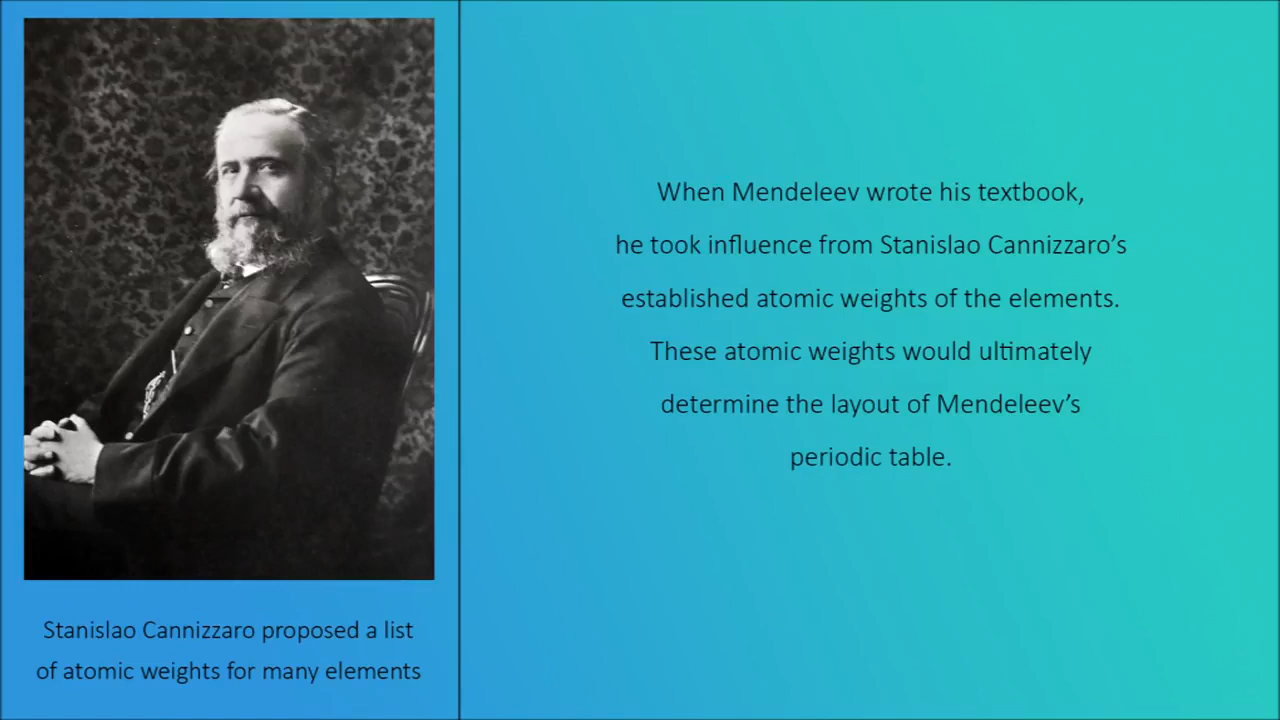 Stanislao Cannizzaro proposed a list
of atomic weights for many elements
When Mendeleev wrote his textbook,
he took influence from Stanislao Cannizzaro’s
established atomic weights of the elements.
These atomic weights would ultimately
determine the layout of Mendeleev’s
periodic table.